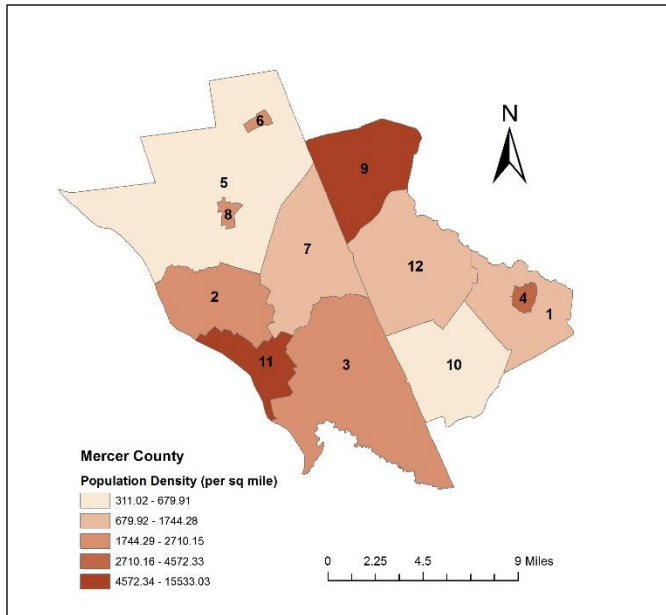 N
6
9
5
8
7
12
2
4
1
11
3
10
Mercer County
Population Density (per sq mile)
311.02 - 679.91
679.92 - 1744.28
1744.29 - 2710.15
2710.16 - 4572.33
4572.34 - 15533.03
0 2.25 4.5 9 Miles